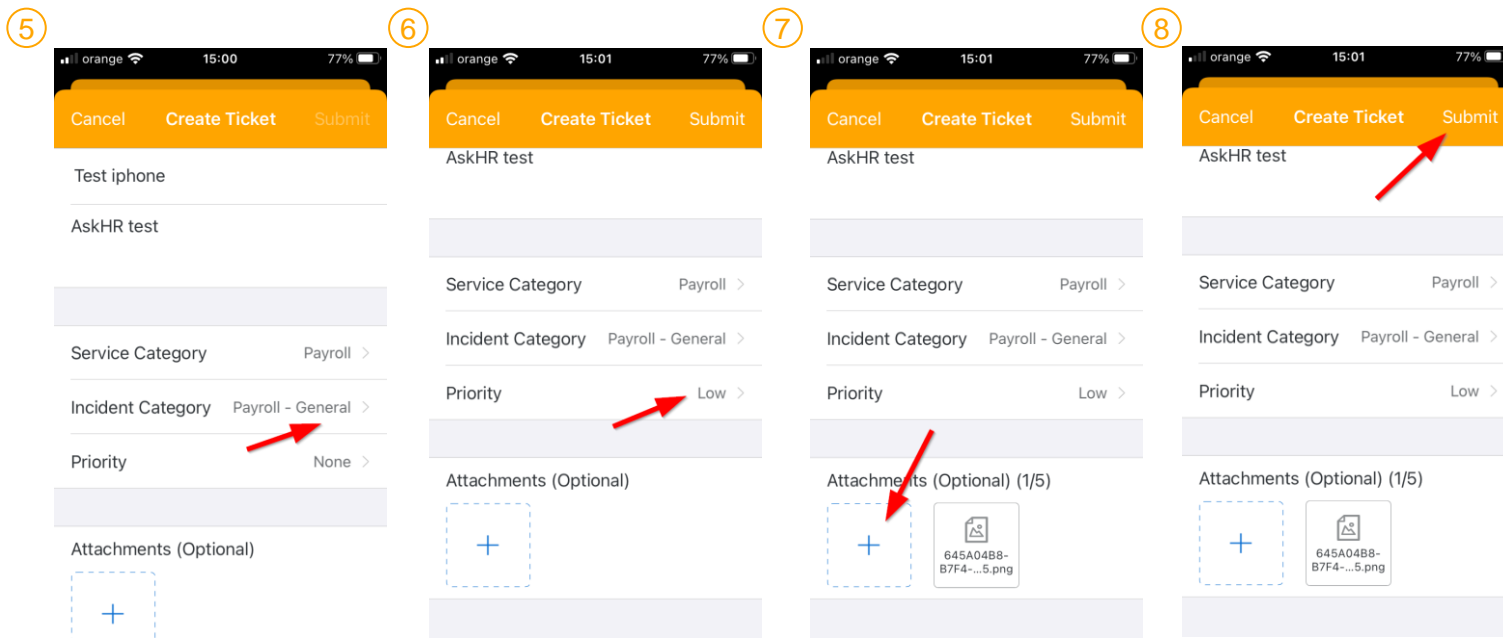 5
orange 15:00 77%
Cancel Create Ticket Submit
Test iphone
AskHR test
Service Category Payroll
Incident Category Payroll - General
Priority None
Attachments (Optional)
+
6
orange 15:01 77%
Cancel Create Ticket Submit
AskHR test
Service Category Payroll
Incident Category Payroll - General
Priority Low
Attachments (Optional)
+
7
orange 15:01 77%
Cancel Create Ticket Submit
AskHR test
Service Category Payroll
Incident Category Payroll - General
Priority Low
Attachments (Optional) (1/5)
+
645A04B8-
B7F4-...5.png
8
orange 15:01 77%
Cancel Create Ticket Submit
AskHR test
Service Category Payroll
Incident Category Payroll - General
Priority Low
Attachments (Optional) (1/5)
+
645A04B8-
B7F4-...5.png